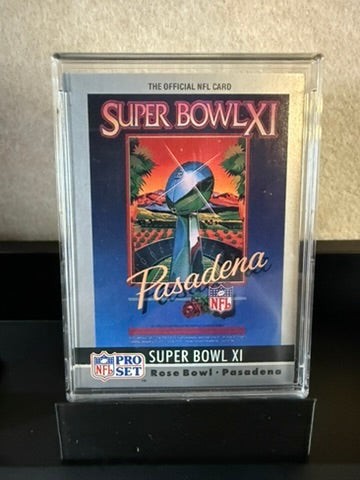 THE OFFICIAL NFL CARD
SUPER BOWL XI
Pasadena
NFL
NFL PRO SET
SUPER BOWL XI
Rose Bowl · Pasadena